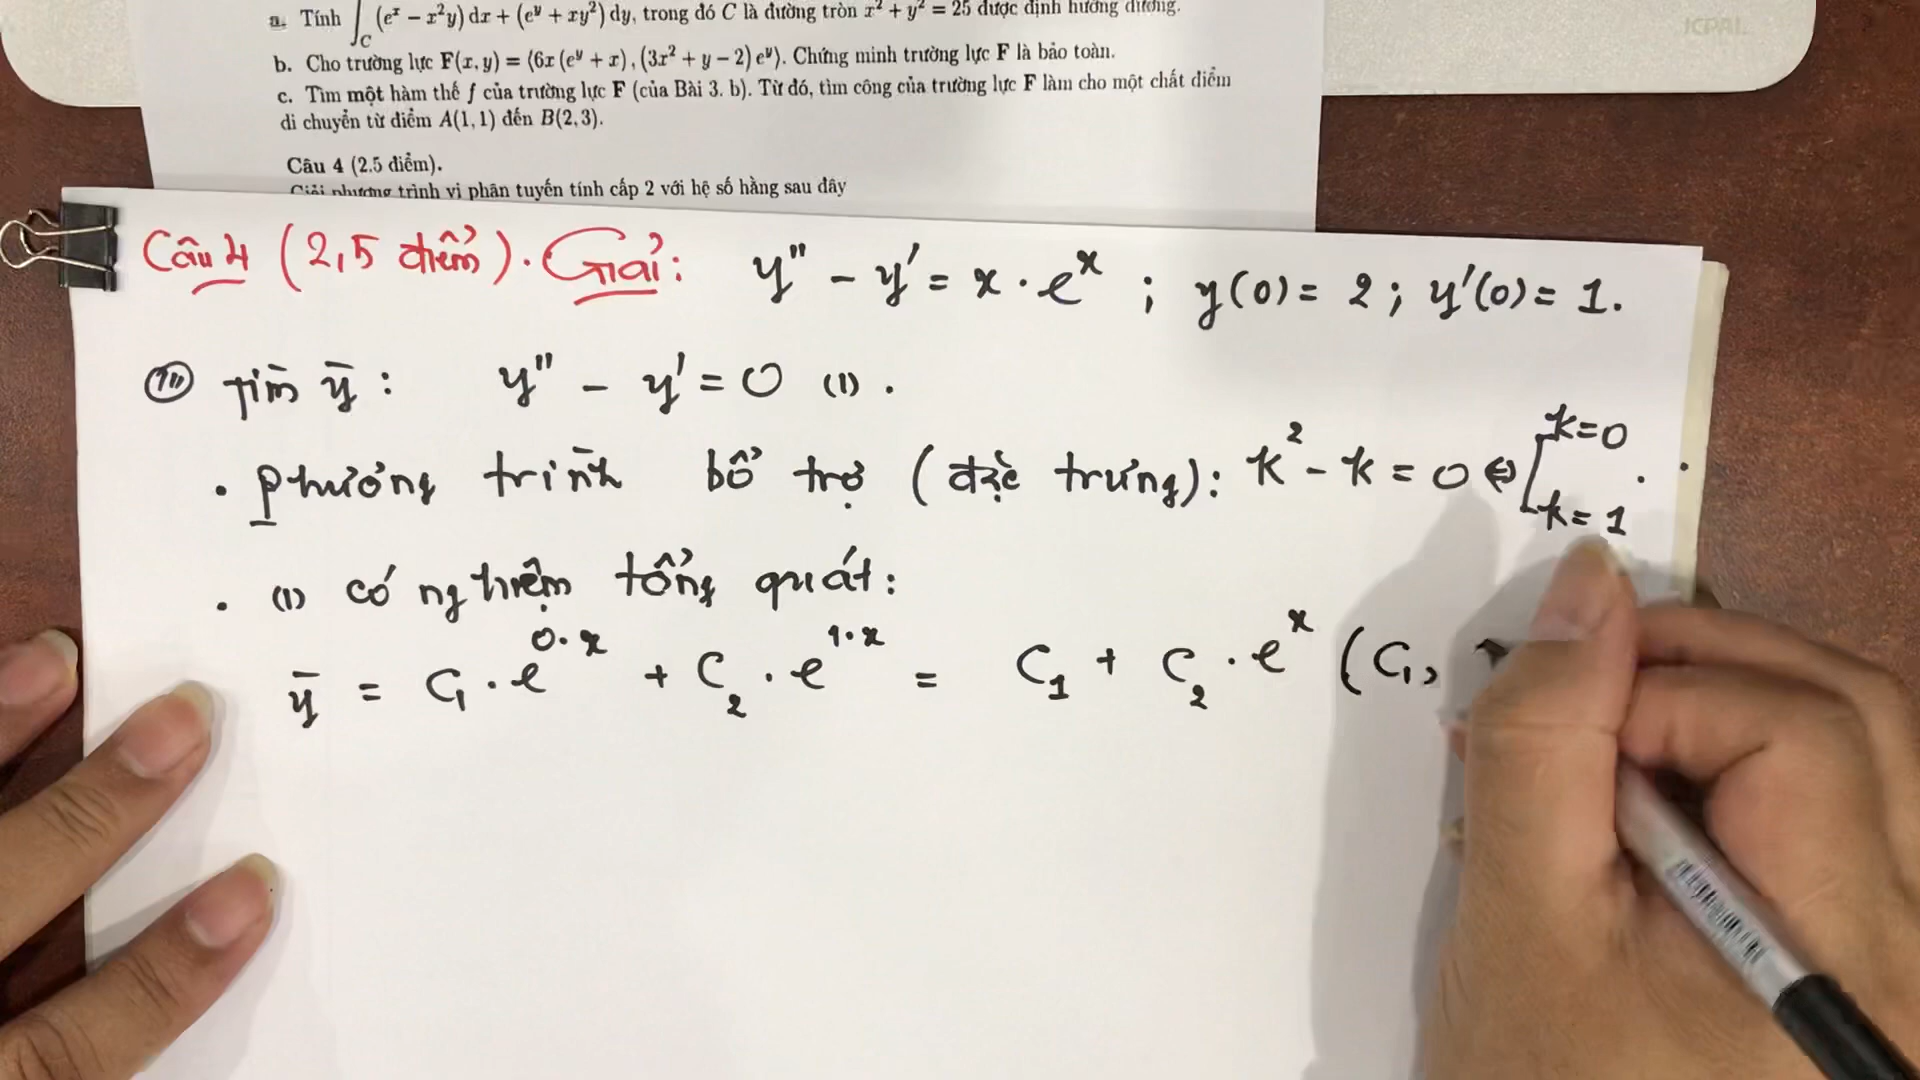 a. Tính ∫_C (e^x − x²y) dx + (e^y + xy²) dy, trong đó C là đường tròn x² + y² = 25 được định hướng dương.
b. Cho trường lực F(x, y) = ⟨6x (e^y + x) , (3x² + y − 2) e^y⟩. Chứng minh trường lực F là bảo toàn.
c. Tìm một hàm thế f của trường lực F (của Bài 3. b). Từ đó, tìm công của trường lực F làm cho một chất điểm
di chuyển từ điểm A(1, 1) đến B(2, 3).
Câu 4 (2.5 điểm).
Giải phương trình vi phân tuyến tính cấp 2 với hệ số hằng sau đây
Câu 4 (2,5 điểm). Giải: y'' − y' = x · e^x ; y(0) = 2 ; y'(0) = 1.
Tìm ȳ : y'' − y' = 0 (1) .
· Phương trình bổ trợ (đặc trưng): k² − k = 0 ⇔ [ k = 0
k = 1 .
· (1) có nghiệm tổng quát:
ȳ = C₁ · e^{0·x} + C₂ · e^{1·x} = C₁ + C₂ · e^x (C₁,